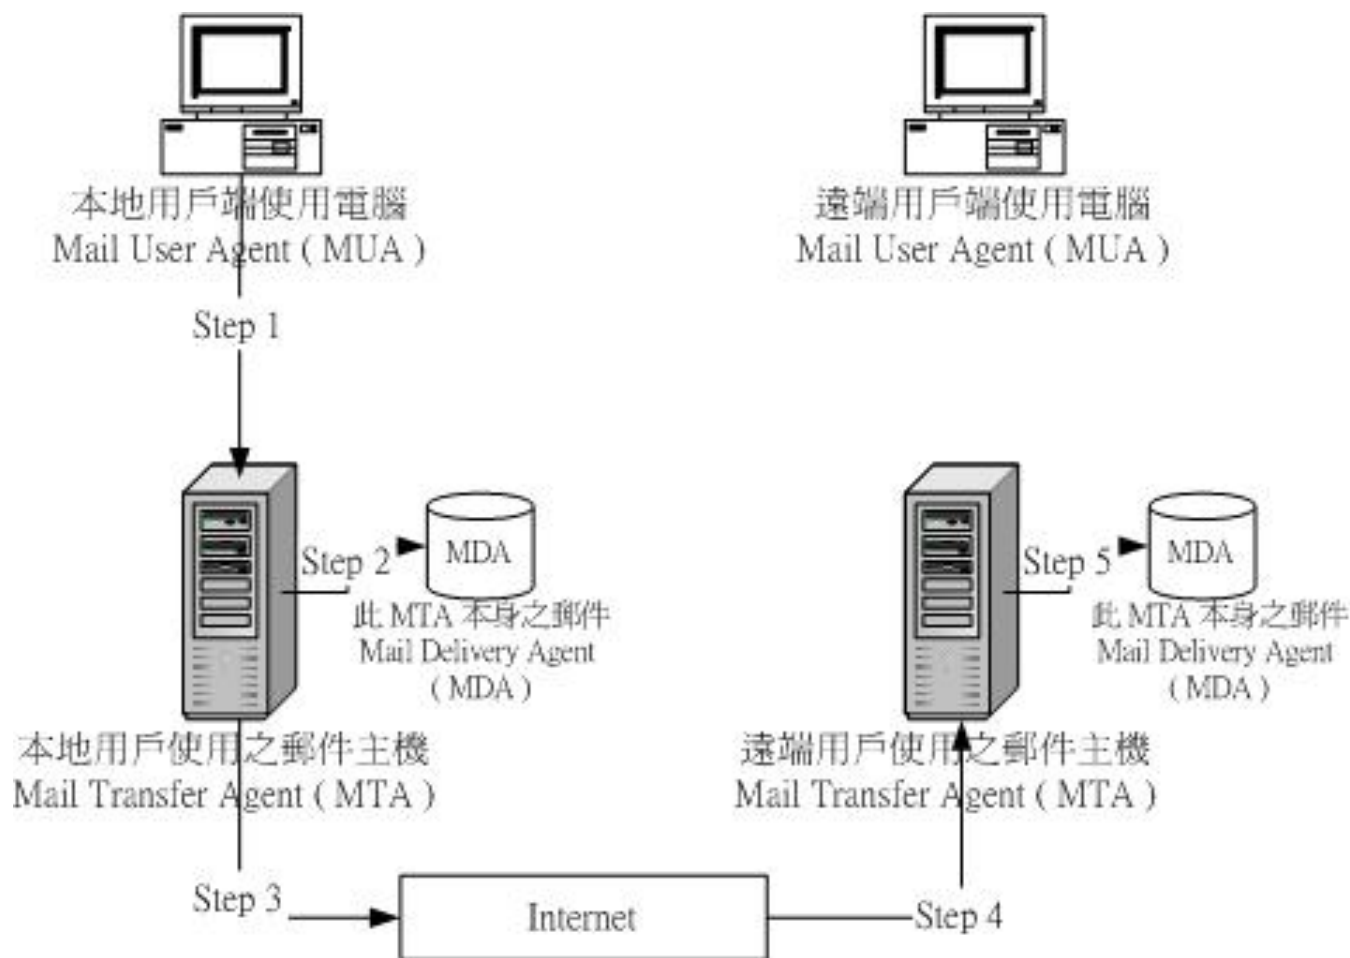 本地用戶端使用電腦
Mail User Agent ( MUA )
遠端用戶端使用電腦
Mail User Agent ( MUA )
Step 1
Step 2
MDA
此 MTA 本身之郵件
Mail Delivery Agent
( MDA )
Step 5
MDA
此 MTA 本身之郵件
Mail Delivery Agent
( MDA )
本地用戶使用之郵件主機
Mail Transfer Agent ( MTA )
遠端用戶使用之郵件主機
Mail Transfer Agent ( MTA )
Step 3
Internet
Step 4